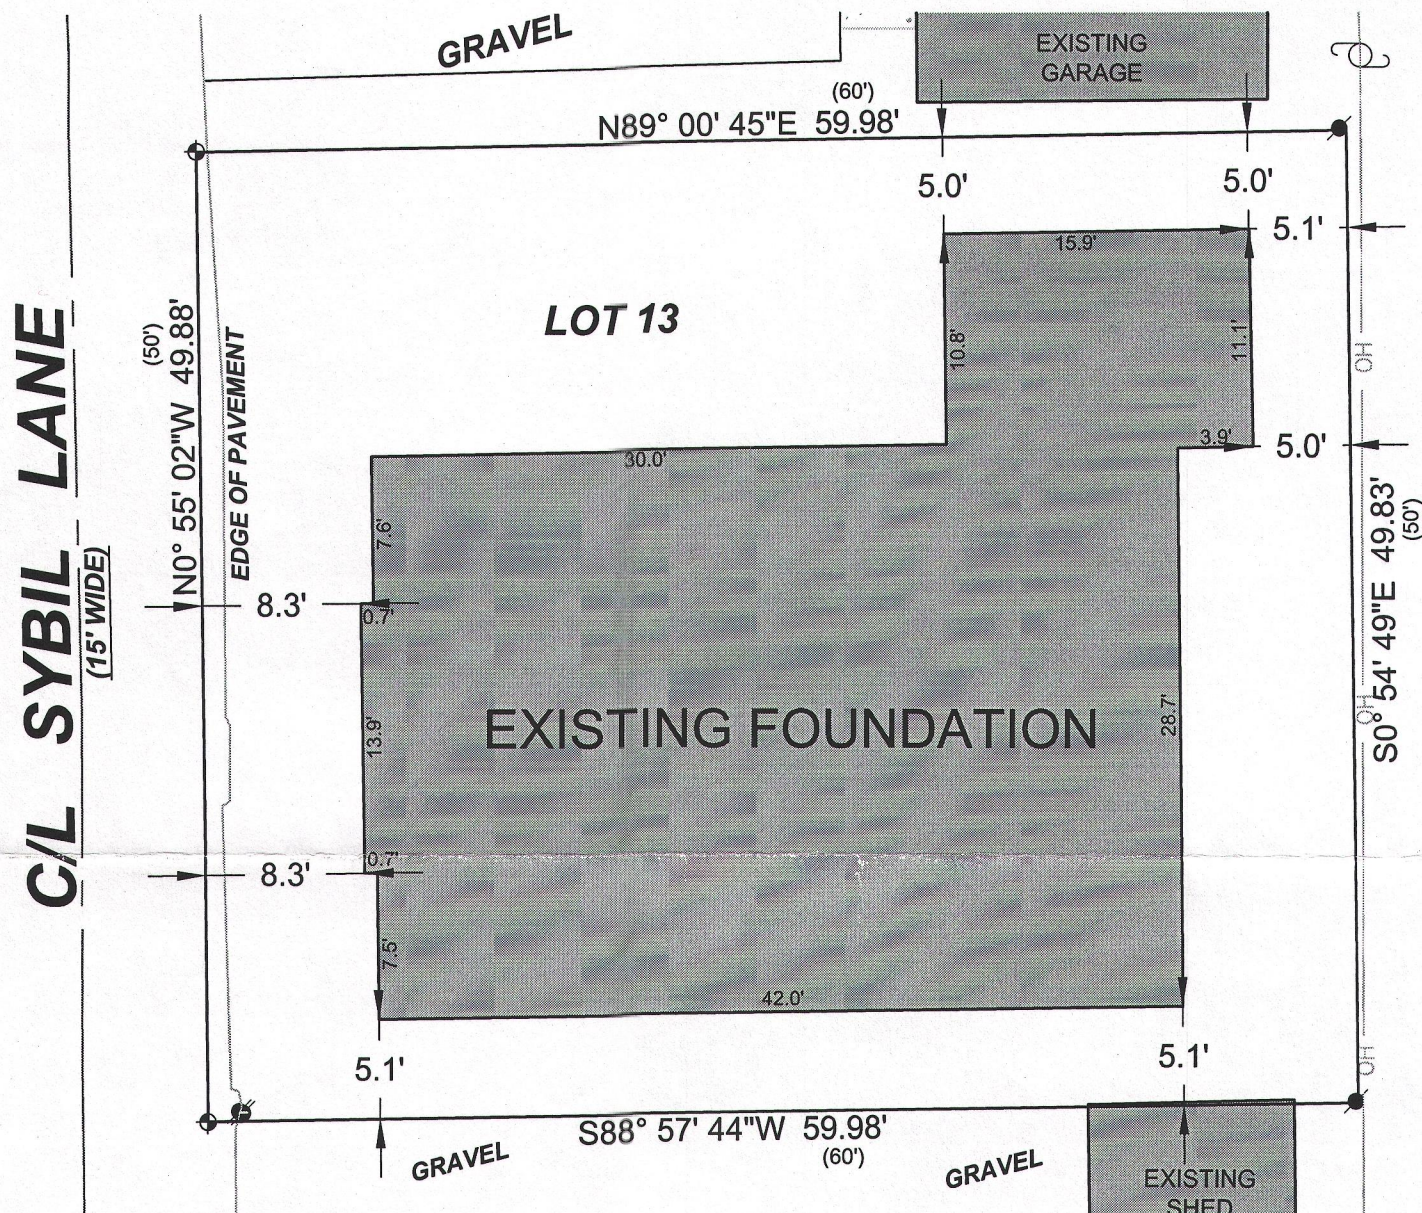 GRAVEL
EXISTING
GARAGE
(60')
N89° 00' 45"E 59.98'
5.0'
5.0'
15.9'
5.1'
LOT 13
10.8'
11.1'
OH
C/L SYBIL LANE
(15' WIDE)
(50')
N0° 55' 02"W 49.88'
EDGE OF PAVEMENT
30.0'
3.9'
5.0'
7.6'
8.3'
0.7'
S0° 54' 49"E 49.83'
(50')
OH
EXISTING FOUNDATION
13.9'
28.7'
0.7'
8.3'
7.5'
42.0'
5.1'
5.1'
OH
S88° 57' 44"W 59.98'
(60')
GRAVEL
GRAVEL
EXISTING
SHED